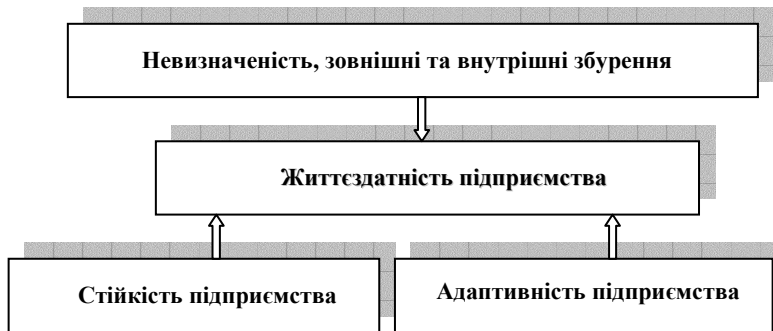 Невизначеність, зовнішні та внутрішні збурення
Життєздатність підприємства
Стійкість підприємства
Адаптивність підприємства